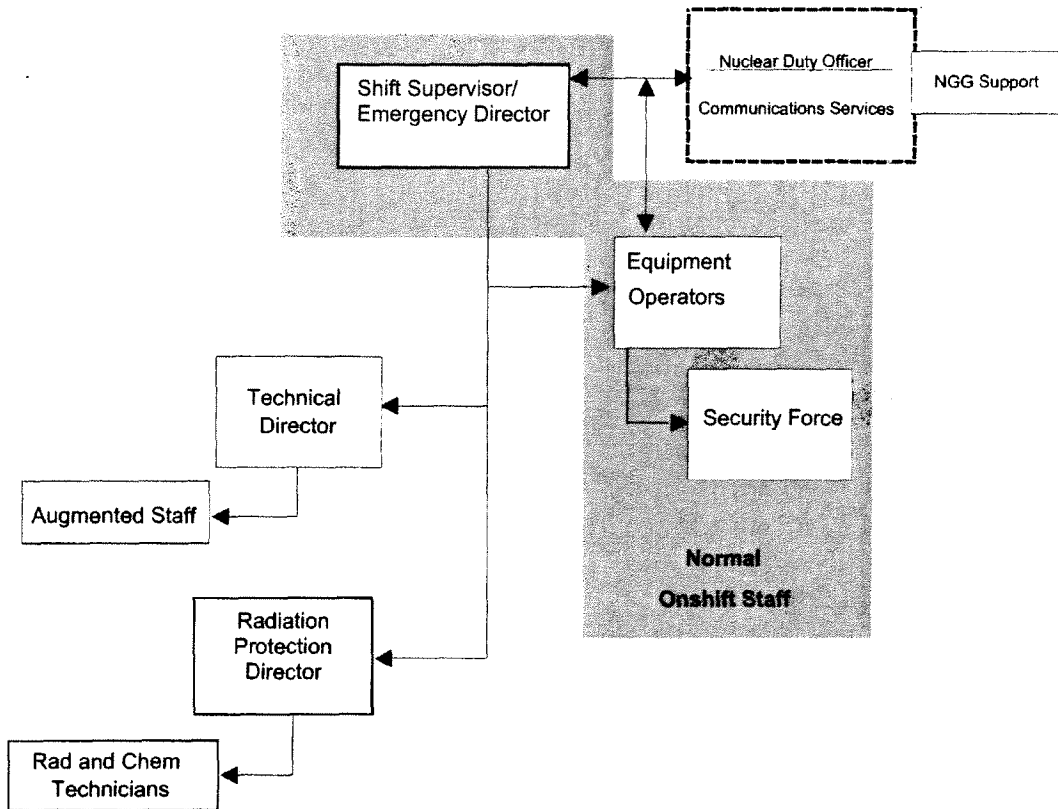 Shift Supervisor/
Emergency Director
Nuclear Duty Officer
Communications Services
NGG Support
Equipment
Operators
Security Force
Technical
Director
Augmented Staff
Normal
Onshift Staff
Radiation
Protection
Director
Rad and Chem
Technicians